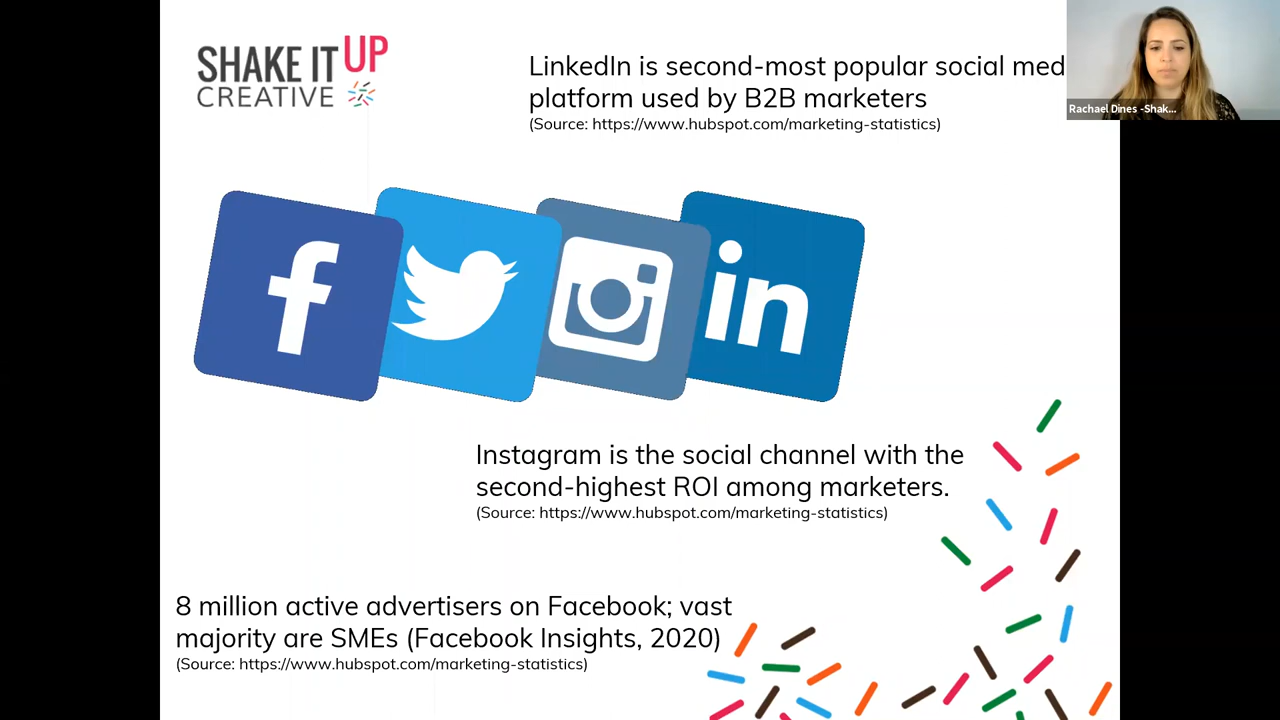 SHAKE IT UP
CREATIVE
LinkedIn is second-most popular social med
platform used by B2B marketers
(Source: https://www.hubspot.com/marketing-statistics)
Rachael Dines -Shak...
f
in
Instagram is the social channel with the
second-highest ROI among marketers.
(Source: https://www.hubspot.com/marketing-statistics)
8 million active advertisers on Facebook; vast
majority are SMEs (Facebook Insights, 2020)
(Source: https://www.hubspot.com/marketing-statistics)